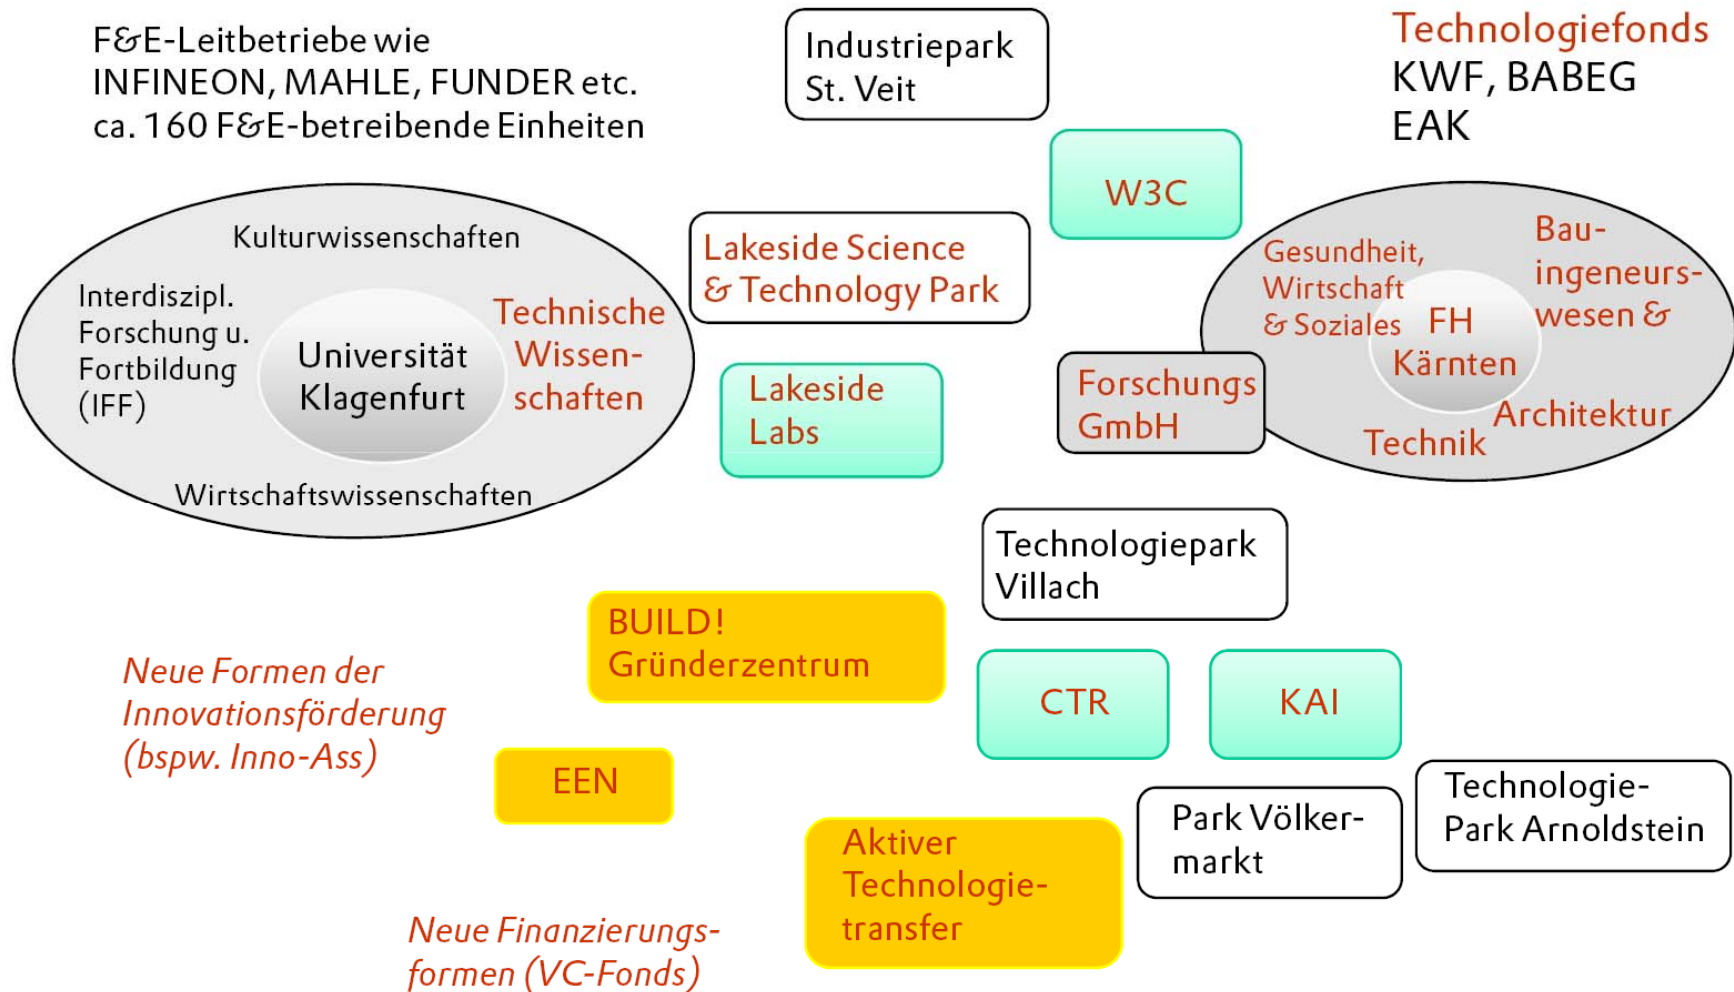 F&E-Leitbetriebe wie
INFINEON, MAHLE, FUNDER etc.
ca. 160 F&E-betreibende Einheiten
Industriepark
St. Veit
Technologiefonds
KWF, BABEG
EAK
W3C
Kulturwissenschaften
Interdiszipl.
Forschung u.
Fortbildung
(IFF)
Universität
Klagenfurt
Technische
Wissen-
schaften
Wirtschaftswissenschaften
Lakeside Science
& Technology Park
Lakeside
Labs
Gesundheit,
Wirtschaft
& Soziales
Bau-
ingeneurs-
wesen &
FH
Kärnten
Architektur
Technik
Forschungs
GmbH
Technologiepark
Villach
BUILD!
Gründerzentrum
Neue Formen der
Innovationsförderung
(bspw. Inno-Ass)
CTR
KAI
EEN
Aktiver
Technologie-
transfer
Park Völker-
markt
Technologie-
Park Arnoldstein
Neue Finanzierungs-
formen (VC-Fonds)